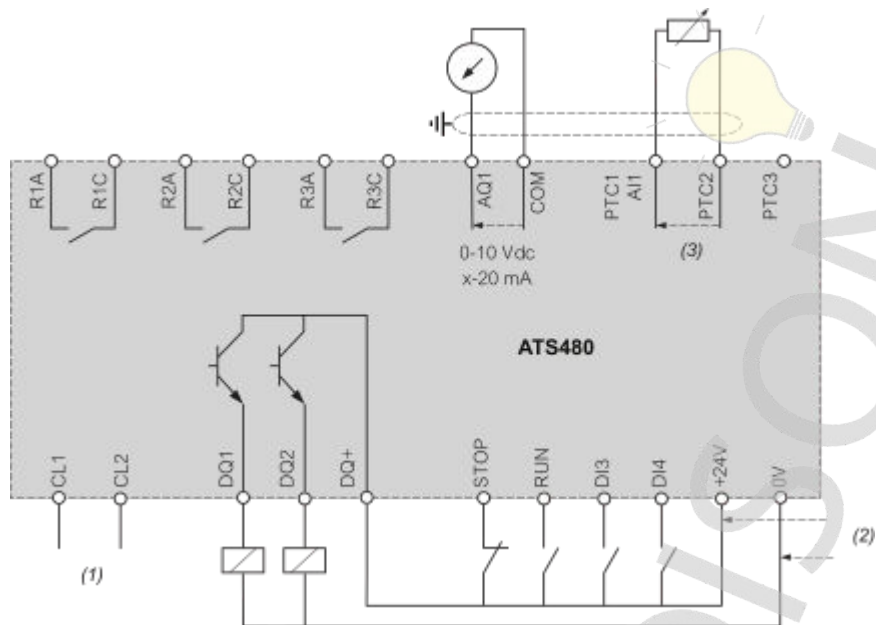 R1A R1C R2A R2C R3A R3C AQ1 COM PTC1 AI1 PTC2 PTC3
0-10 Vdc
x-20 mA
(3)
ATS480
CL1 CL2 DQ1 DQ2 DQ+ STOP RUN DI3 DI4 +24V 0V
(1)
(2)